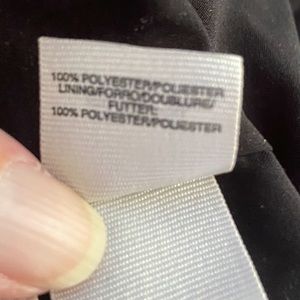 100% POLYESTER/POLIESTER
LINING/FORRO/DOUBLURE/
FUTTER
100% POLYESTER/POLIESTER